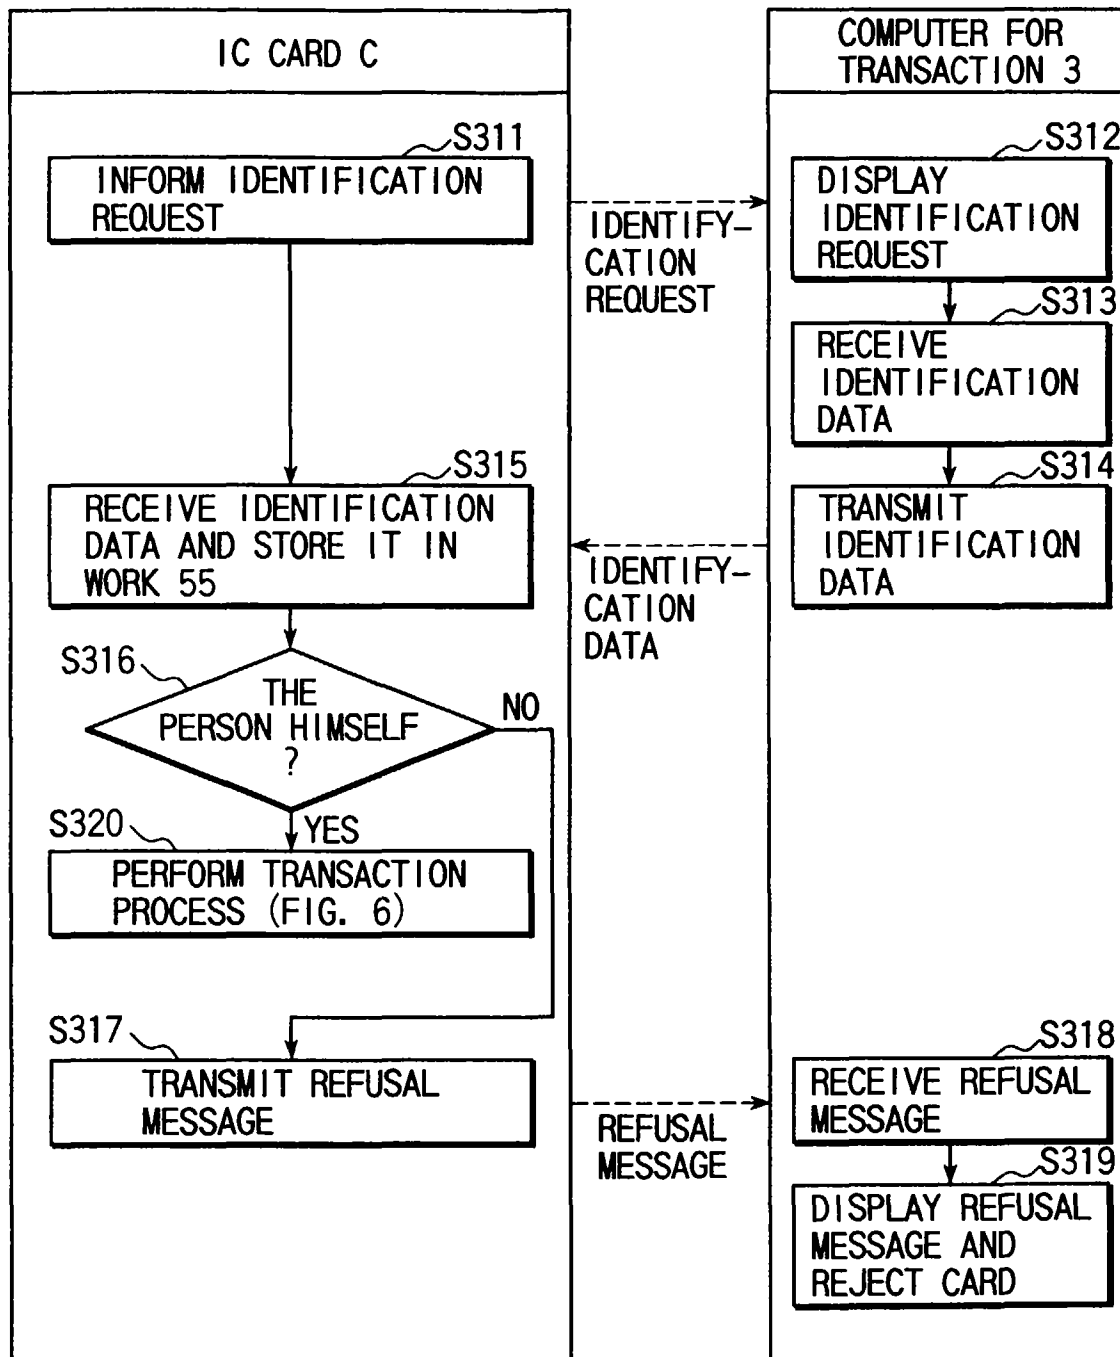 IC CARD C
COMPUTER FOR
TRANSACTION 3
S311
INFORM IDENTIFICATION
REQUEST
IDENTIFY-
CATION
REQUEST
S312
DISPLAY
IDENTIFICATION
REQUEST
S313
RECEIVE
IDENTIFICATION
DATA
S314
TRANSMIT
IDENTIFICATION
DATA
S315
RECEIVE IDENTIFICATION
DATA AND STORE IT IN
WORK 55
IDENTIFY-
CATION
DATA
S316
THE
PERSON HIMSELF
?
NO
YES
S320
PERFORM TRANSACTION
PROCESS (FIG. 6)
S317
TRANSMIT REFUSAL
MESSAGE
REFUSAL
MESSAGE
S318
RECEIVE REFUSAL
MESSAGE
S319
DISPLAY REFUSAL
MESSAGE AND
REJECT CARD